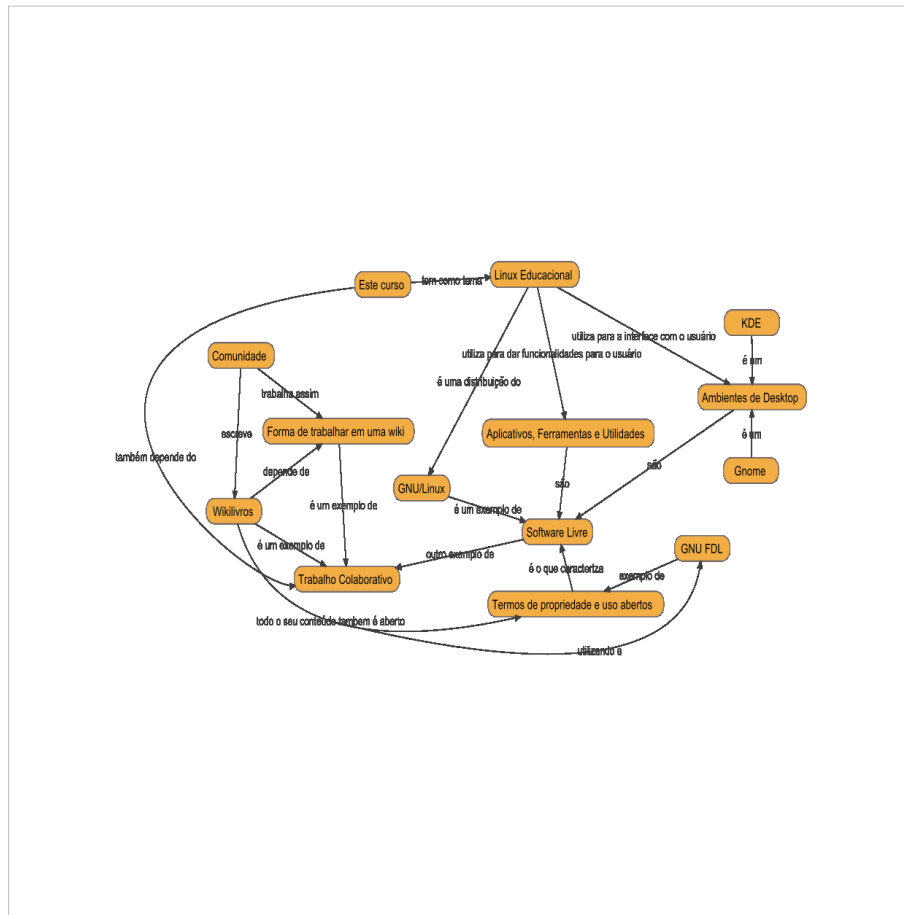 Linux Educacional
Este curso
tem como tema
KDE
utiliza para a interface com o usuário
Comunidade
utiliza para dar funcionalidades para o usuário
é um
é uma distribuição do
trabalha assim
Ambientes de Desktop
Forma de trabalhar em uma wiki
Aplicativos, Ferramentas e Utilidades
é um
escreve
também depende do
depende de
são
Gnome
são
GNU/Linux
é um exemplo de
Wikilivros
é um exemplo de
Software Livre
é um exemplo de
GNU FDL
outro exemplo de
é o que caracteriza
exemplo de
Trabalho Colaborativo
Termos de propriedade e uso abertos
todo o seu conteúdo tambem é aberto
utilizando a